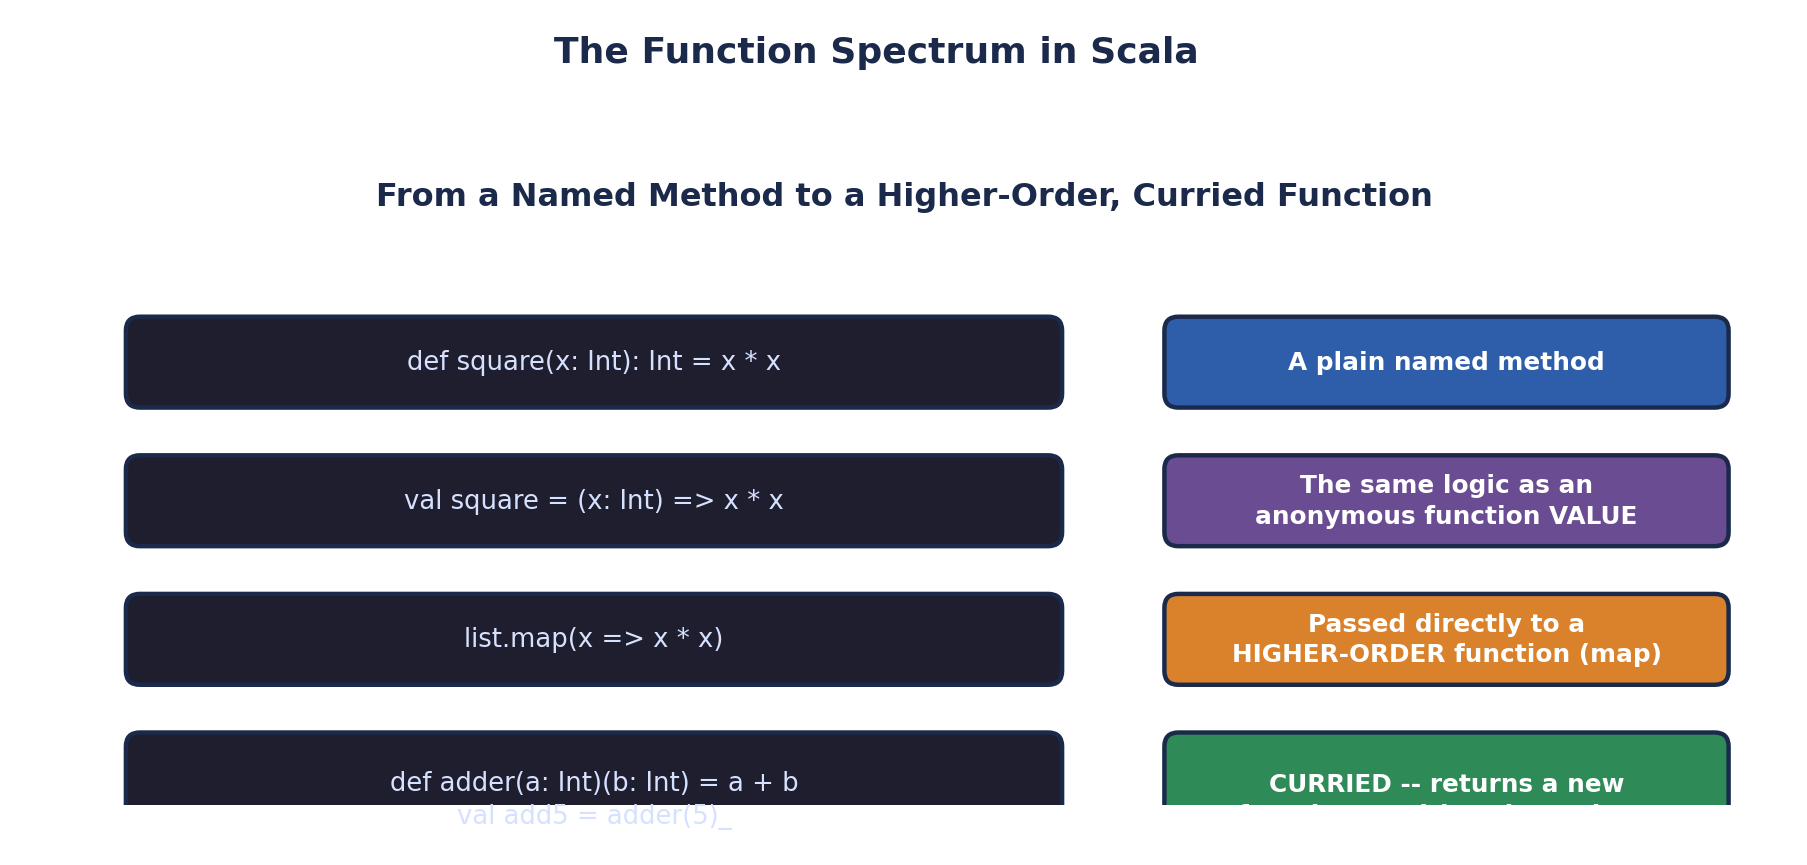 The Function Spectrum in Scala
From a Named Method to a Higher-Order, Curried Function
def square(x: Int): Int = x * x
A plain named method
val square = (x: Int) => x * x
The same logic as an
anonymous function VALUE
list.map(x => x * x)
Passed directly to a
HIGHER-ORDER function (map)
def adder(a: Int)(b: Int) = a + b
val add5 = adder(5)_
CURRIED -- returns a new